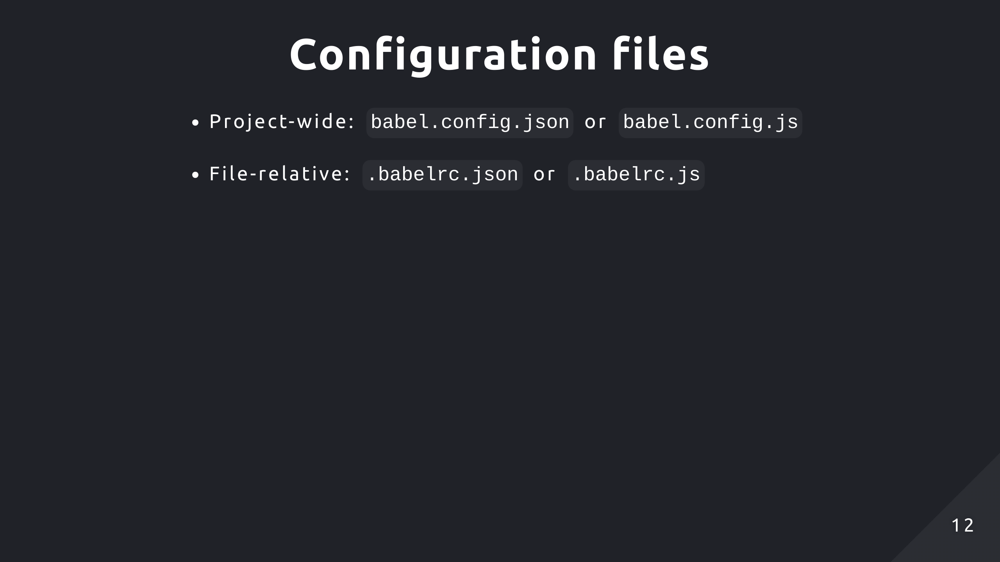 Configuration files
• Project-wide: babel.config.json or babel.config.js
• File-relative: .babelrc.json or .babelrc.js
12